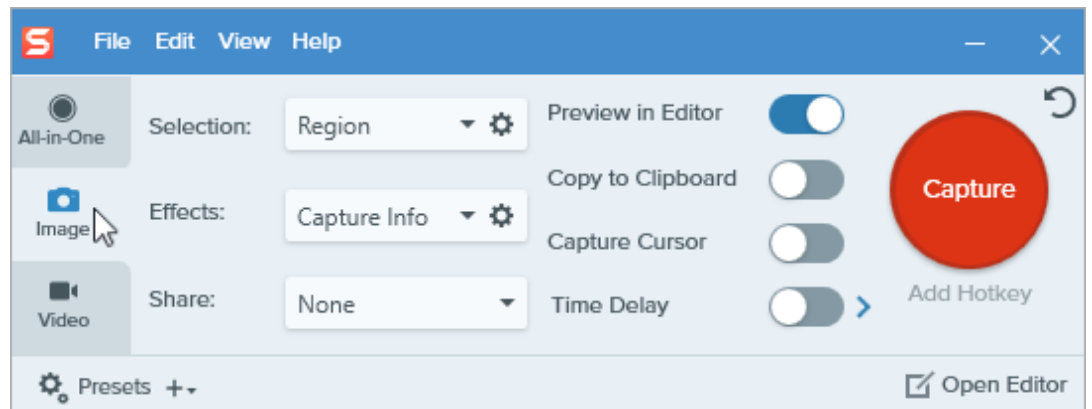 S File Edit View Help
All-in-One
Image
Video
Selection: Region
Effects: Capture Info
Share: None
Preview in Editor
Copy to Clipboard
Capture Cursor
Time Delay
Capture
Add Hotkey
Presets
Open Editor